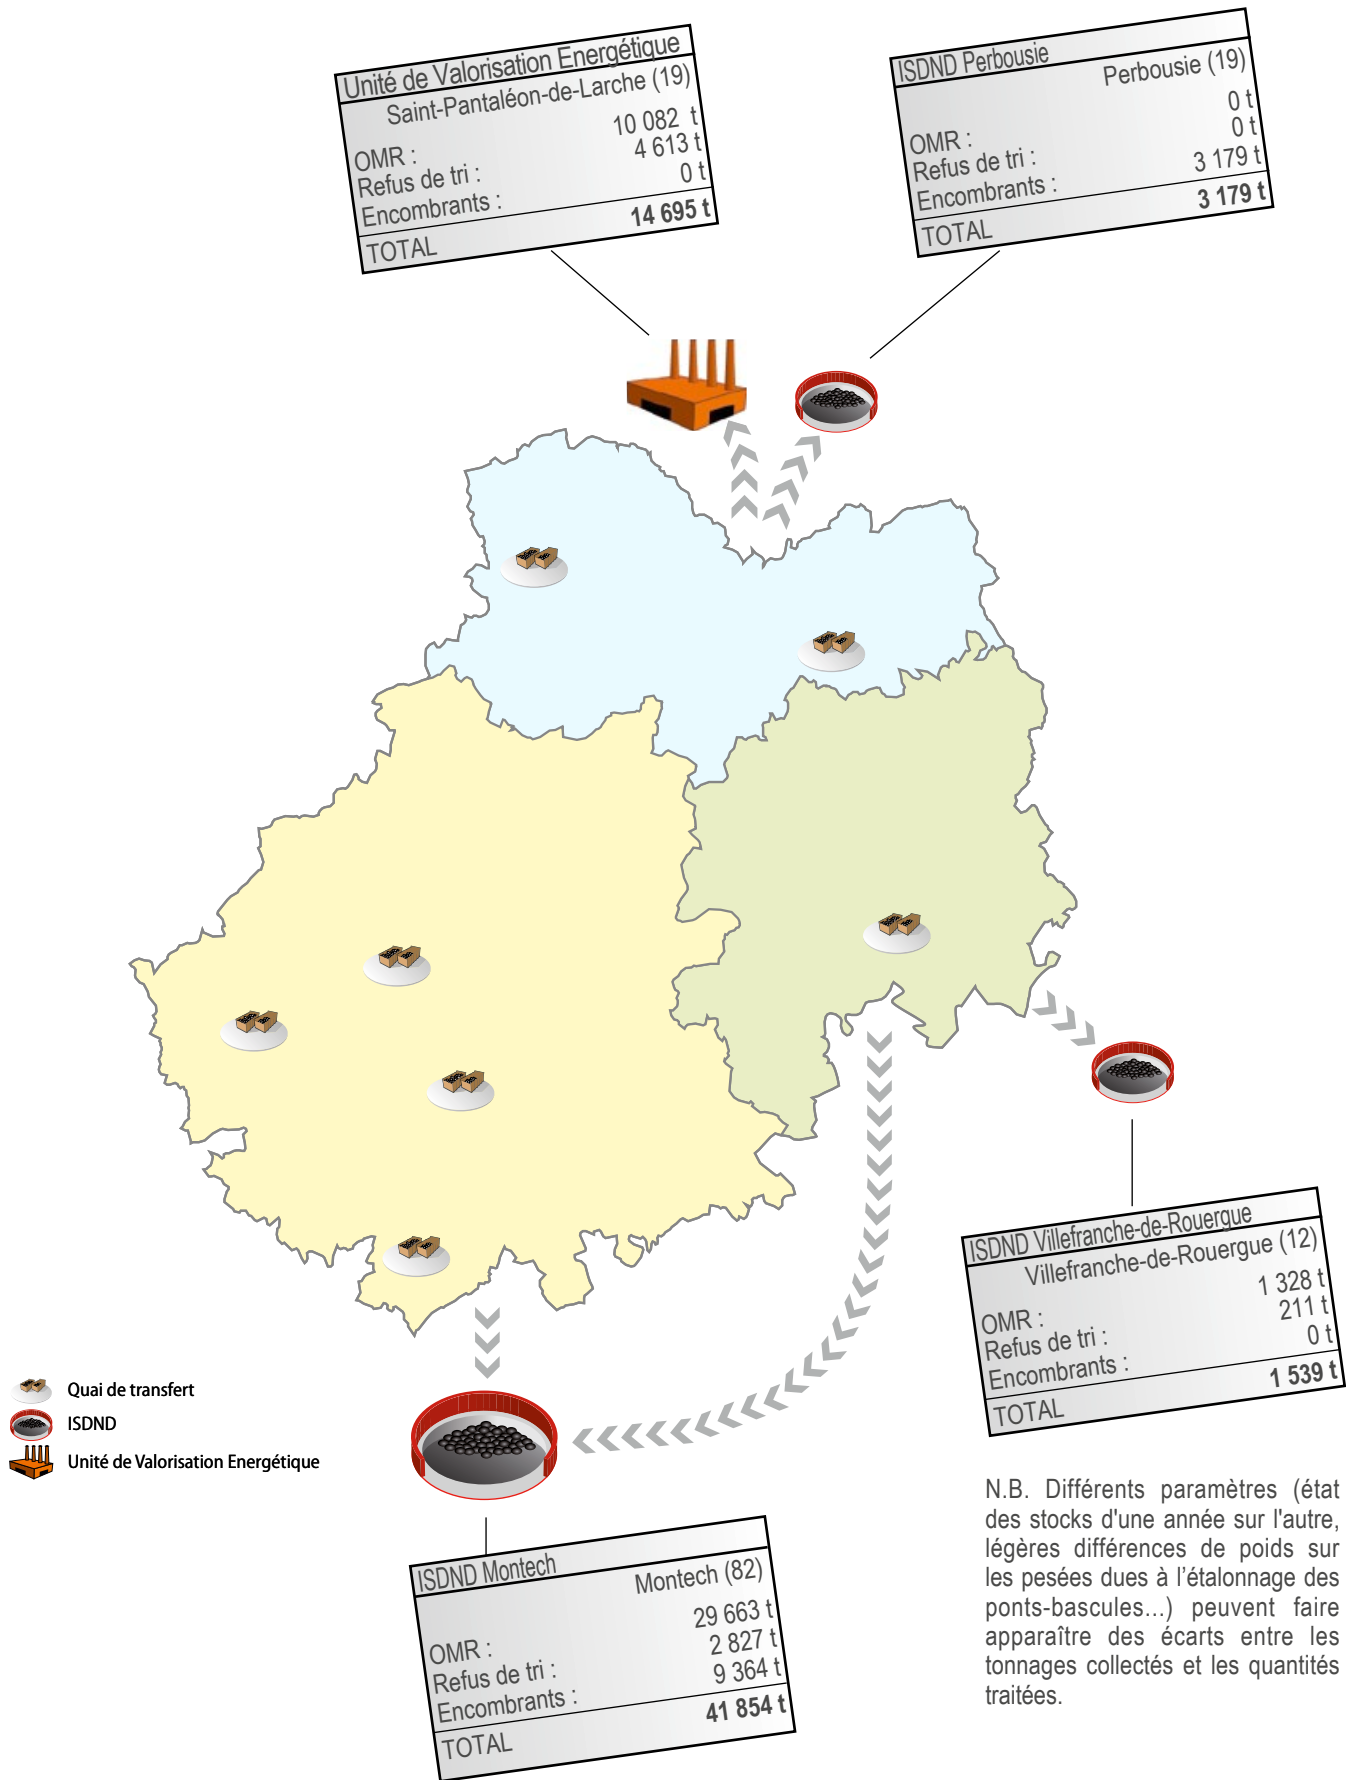 Unité de Valorisation Energétique
Saint-Pantaléon-de-Larche (19)
OMR : 10 082 t
Refus de tri : 4 613 t
Encombrants : 0 t
TOTAL 14 695 t
ISDND Perbousie
Perbousie (19)
OMR : 0 t
Refus de tri : 0 t
Encombrants : 3 179 t
TOTAL 3 179 t
ISDND Villefranche-de-Rouergue
Villefranche-de-Rouergue (12)
OMR : 1 328 t
Refus de tri : 211 t
Encombrants : 0 t
TOTAL 1 539 t
Quai de transfert
ISDND
Unité de Valorisation Energétique
ISDND Montech
Montech (82)
OMR : 29 663 t
Refus de tri : 2 827 t
Encombrants : 9 364 t
TOTAL 41 854 t
N.B. Différents paramètres (état
des stocks d'une année sur l'autre,
légères différences de poids sur
les pesées dues à l’étalonnage des
ponts-bascules...) peuvent faire
apparaître des écarts entre les
tonnages collectés et les quantités
traitées.